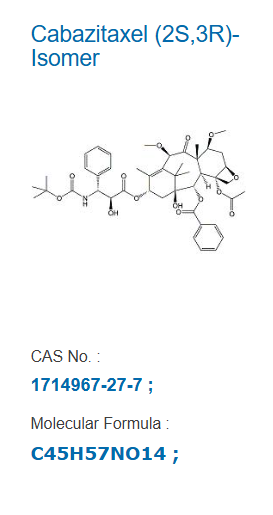 Cabazitaxel (2S,3R)-
Isomer
CAS No. :
1714967-27-7 ;
Molecular Formula :
C45H57NO14 ;